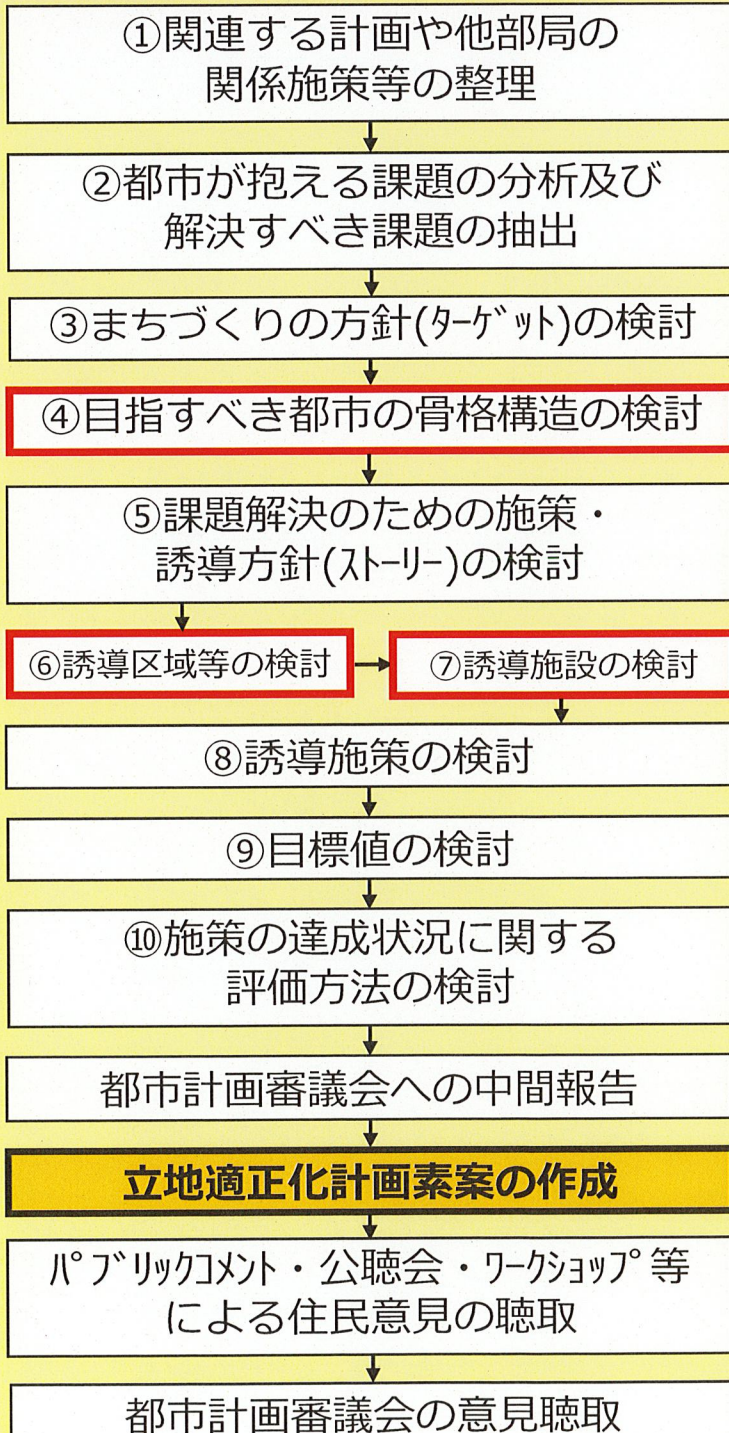 ①関連する計画や他部局の
関係施策等の整理
②都市が抱える課題の分析及び
解決すべき課題の抽出
③まちづくりの方針(ﾀｰｹﾞｯﾄ)の検討
④目指すべき都市の骨格構造の検討
⑤課題解決のための施策・
誘導方針(ｽﾄｰﾘｰ)の検討
⑥誘導区域等の検討
⑦誘導施設の検討
⑧誘導施策の検討
⑨目標値の検討
⑩施策の達成状況に関する
評価方法の検討
都市計画審議会への中間報告
立地適正化計画素案の作成
ﾊﾟﾌﾞﾘｯｸｺﾒﾝﾄ・公聴会・ﾜｰｸｼｮｯﾌﾟ等
による住民意見の聴取
都市計画審議会の意見聴取